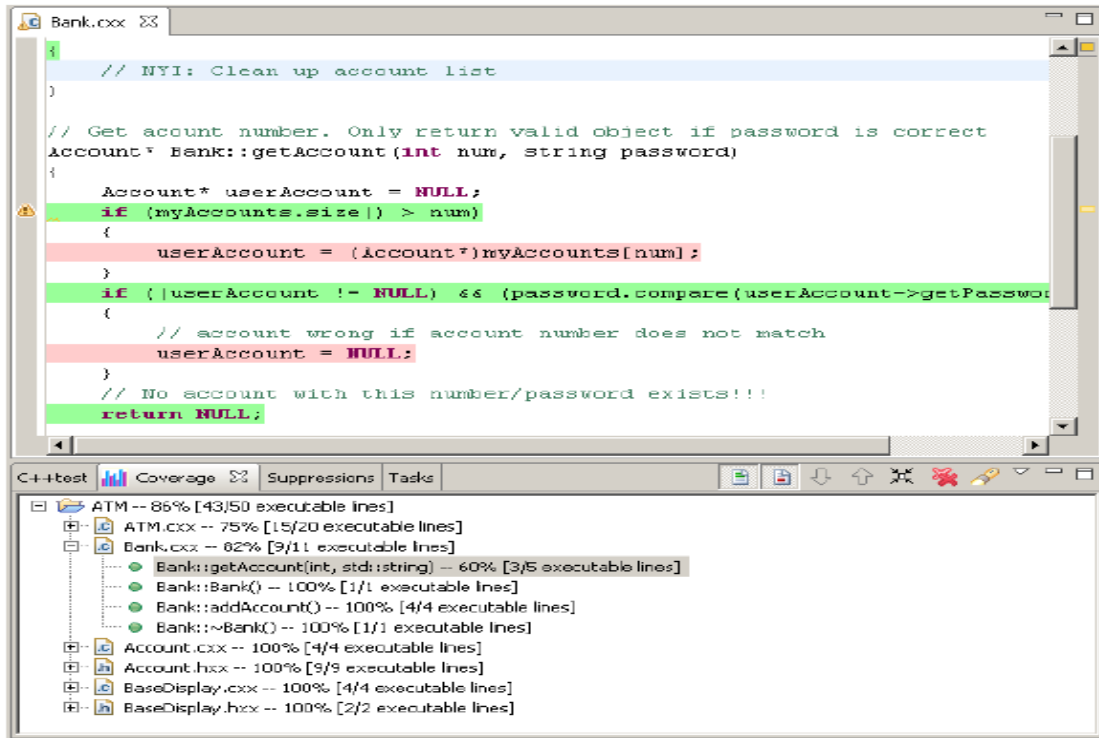 Bank.cxx
{
// NYI: Clean up account list
}
// Get acount number. Only return valid object if password is correct
Account* Bank::getAccount(int num, string password)
{
Account* userAccount = NULL;
if (myAccounts.size() > num)
{
userAccount = (Account*)myAccounts[num];
}
if ((userAccount != NULL) && (password.compare(userAccount->getPasswor
{
// account wrong if account number does not match
userAccount = NULL;
}
// No account with this number/password exists!!!
return NULL;
C++test Coverage Suppressions Tasks
ATM -- 86% [43/50 executable lines]
ATM.cxx -- 75% [15/20 executable lines]
Bank.cxx -- 82% [9/11 executable lines]
Bank::getAccount(int, std::string) -- 60% [3/5 executable lines]
Bank::Bank() -- 100% [1/1 executable lines]
Bank::addAccount() -- 100% [4/4 executable lines]
Bank::~Bank() -- 100% [1/1 executable lines]
Account.cxx -- 100% [4/4 executable lines]
Account.hxx -- 100% [9/9 executable lines]
BaseDisplay.cxx -- 100% [4/4 executable lines]
BaseDisplay.hxx -- 100% [2/2 executable lines]